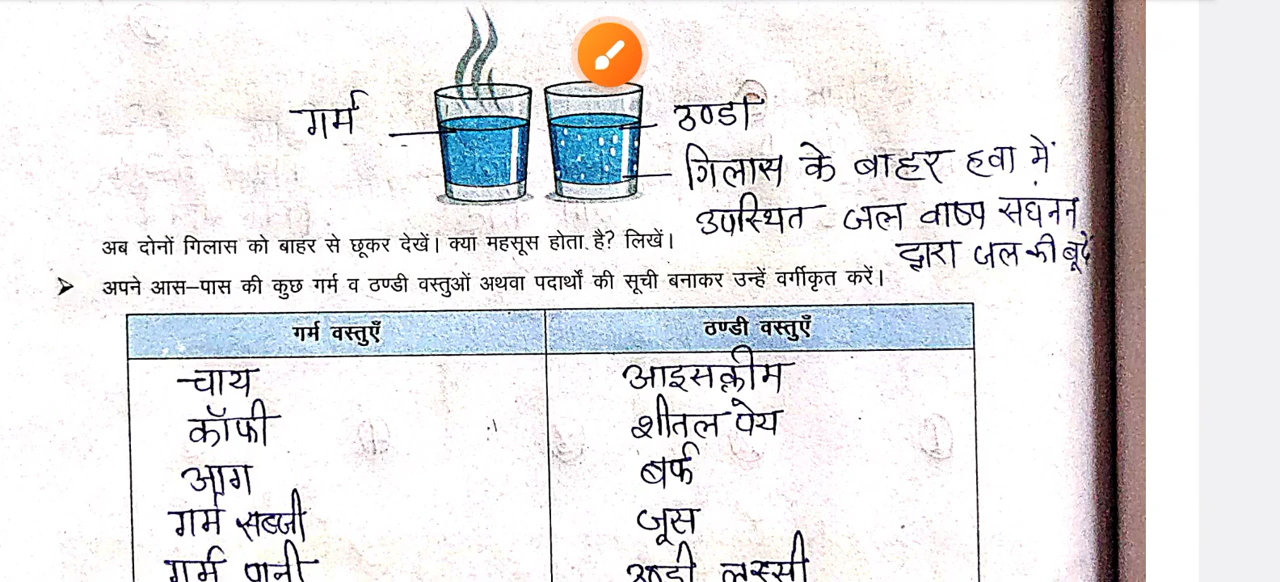 गर्म
ठण्डा
गिलास के बाहर हवा में
उपस्थित जल वाष्प संघनन
द्वारा जल की बूंदें
अब दोनों गिलास को बाहर से छूकर देखें। क्या महसूस होता है? लिखें।
➤ अपने आस–पास की कुछ गर्म व ठण्डी वस्तुओं अथवा पदार्थों की सूची बनाकर उन्हें वर्गीकृत करें।
गर्म वस्तुएँ ठण्डी वस्तुएँ
चाय आइसक्रीम
कॉफी शीतल पेय
आग बर्फ
गर्म सब्जी जूस
गर्म पानी ठण्डी लस्सी